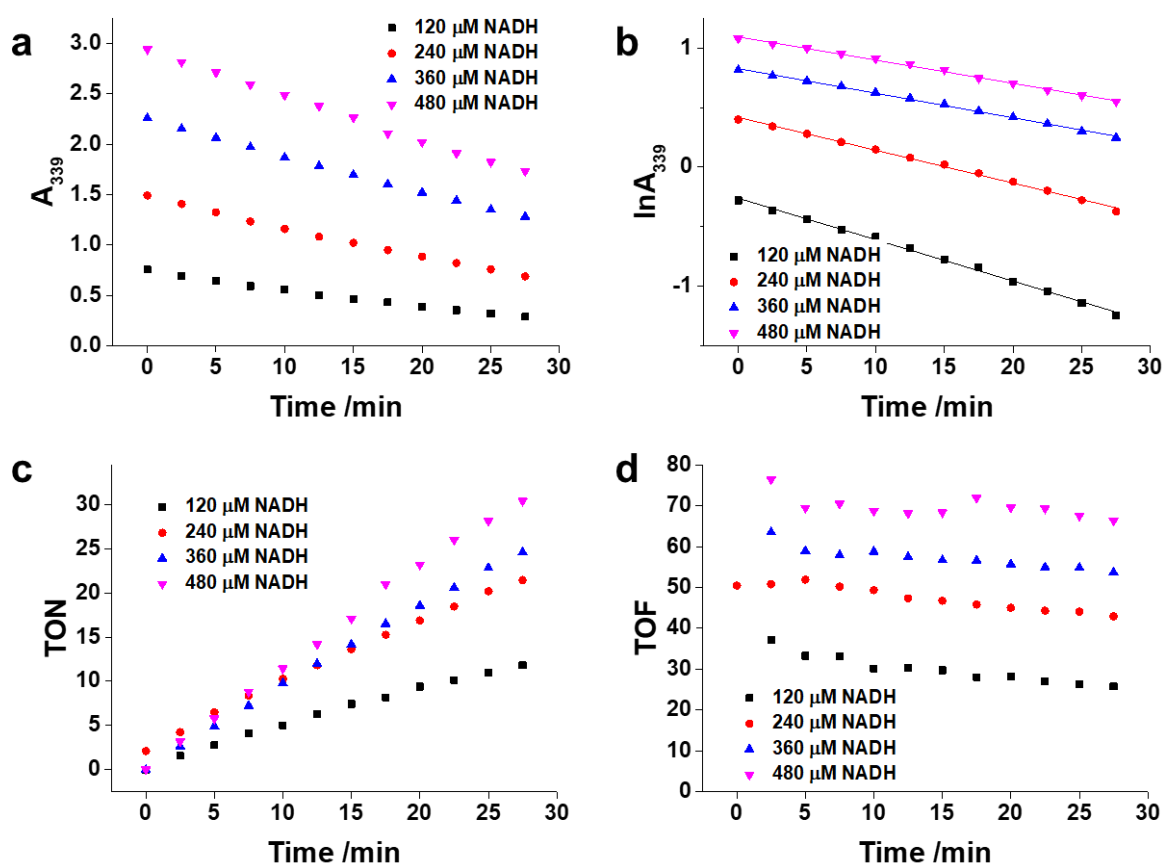 a
A339
3.0
2.5
2.0
1.5
1.0
0.5
0.0
120 μM NADH
240 μM NADH
360 μM NADH
480 μM NADH
0 5 10 15 20 25 30
Time /min
b
lnA339
1
0
-1
120 μM NADH
240 μM NADH
360 μM NADH
480 μM NADH
0 5 10 15 20 25 30
Time /min
c
TON
30
25
20
15
10
5
0
120 μM NADH
240 μM NADH
360 μM NADH
480 μM NADH
0 5 10 15 20 25 30
Time /min
d
TOF
80
70
60
50
40
30
20
10
0
120 μM NADH
240 μM NADH
360 μM NADH
480 μM NADH
0 5 10 15 20 25 30
Time /min